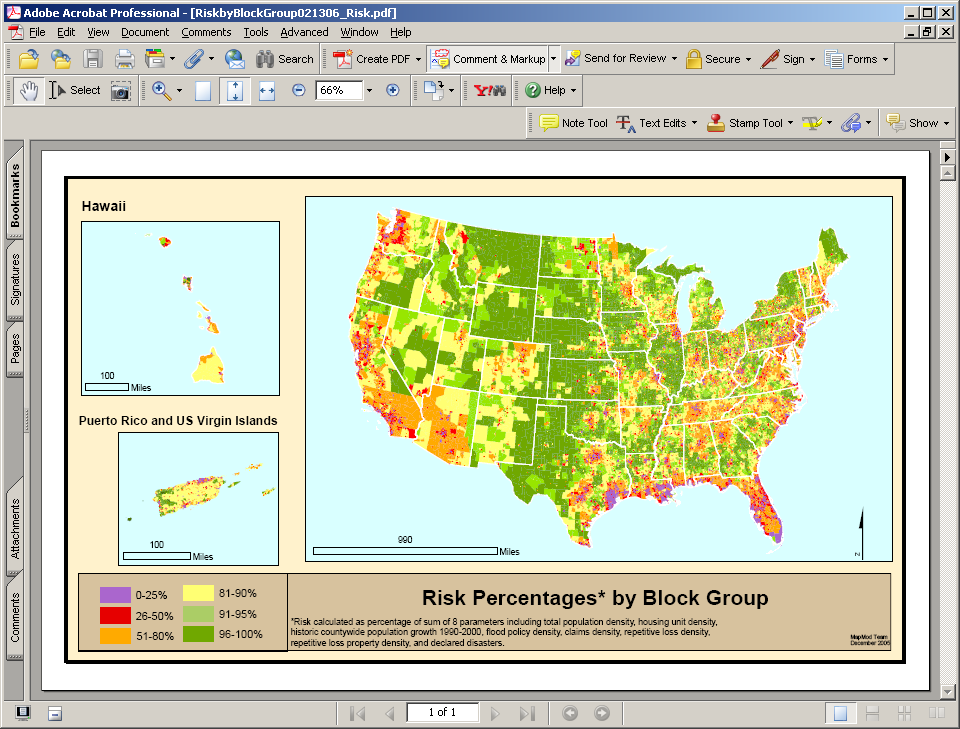 Adobe Acrobat Professional - [RiskbyBlockGroup021306_Risk.pdf]
File Edit View Document Comments Tools Advanced Window Help
Search Create PDF Comment & Markup Send for Review Secure Sign Forms
Select 66% Y! Help
Note Tool Text Edits Stamp Tool Show
Bookmarks
Signatures
Pages
Attachments
Comments
Hawaii
100
Miles
Puerto Rico and US Virgin Islands
100
Miles
990
Miles
N
0-25%
26-50%
51-80%
81-90%
91-95%
96-100%
Risk Percentages* by Block Group
*Risk calculated as percentage of sum of 8 parameters including total population density, housing unit density,
historic countywide population growth 1990-2000, flood policy density, claims density, repetitive loss density,
repetitive loss property density, and declared disasters.
MapMod Team
December 2005
1 of 1